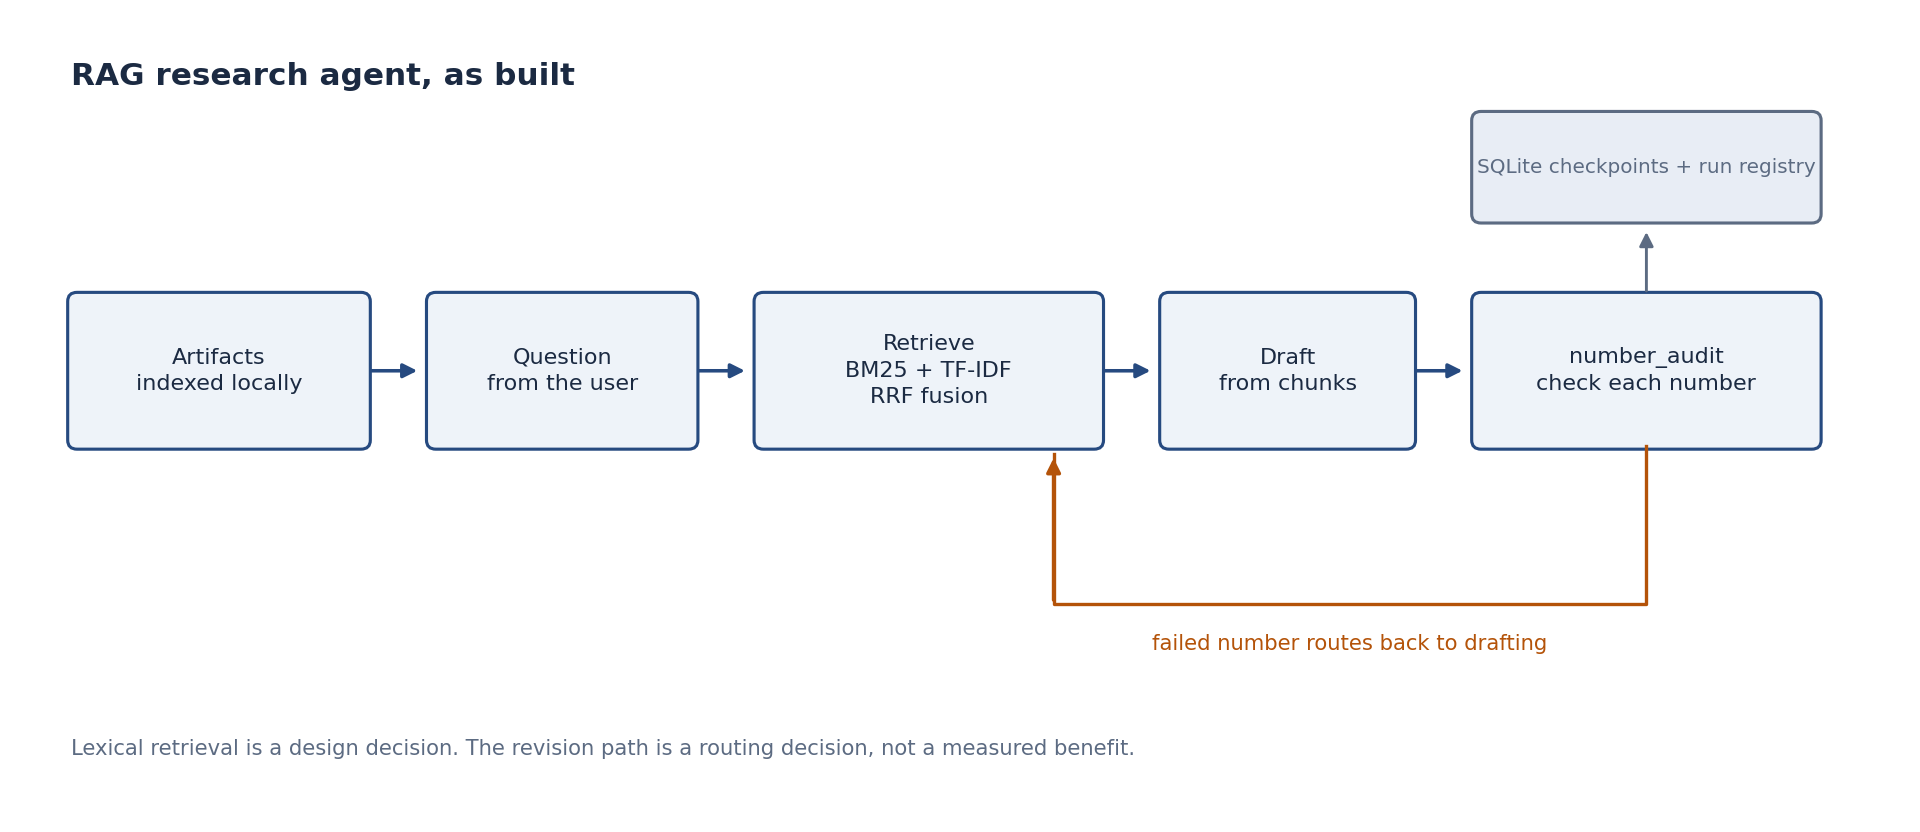 RAG research agent, as built
SQLite checkpoints + run registry
Artifacts
indexed locally
Question
from the user
Retrieve
BM25 + TF-IDF
RRF fusion
Draft
from chunks
number_audit
check each number
failed number routes back to drafting
Lexical retrieval is a design decision. The revision path is a routing decision, not a measured benefit.